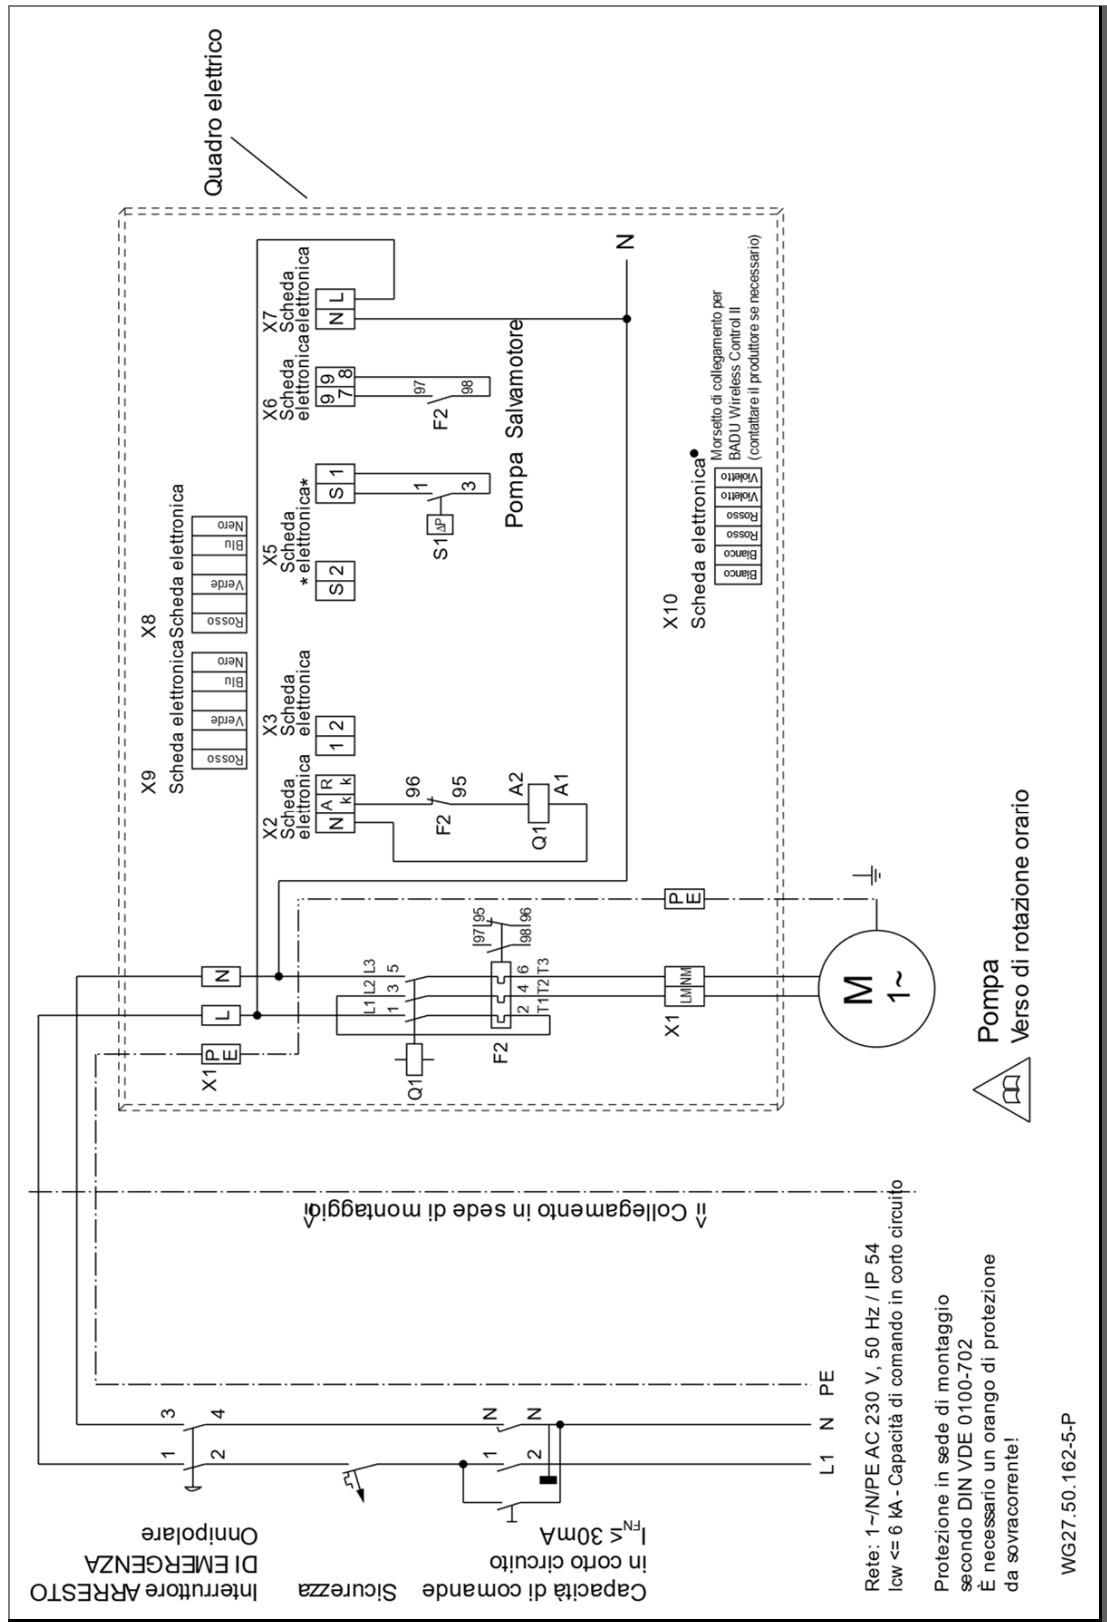 Quadro elettrico
X9
Scheda elettronica
Rosso
Verde
Blu
Nero
X8
Scheda elettronica
Rosso
Verde
Blu
Nero
X2
Scheda
elettronica
N
A k
R k
X3
Scheda
elettronica
1 2
X5
Scheda
* elettronica*
S 2
S 1
X6
Scheda
elettronica
9 7
9 8
X7
Scheda
elettronica
N L
96
95
F2
A2
A1
Q1
1
3
S1
ΔP
97
98
F2
Pompa Salvamotore
N
X10
Scheda elettronica
Bianco
Bianco
Rosso
Rosso
Violetto
Violetto
Morsetto di collegamento per
BADU Wireless Control II
(contattare il produttore se necessario)
X1
PE
L
N
L1 L2 L3
1 3 5
Q1
F2
2 4 6
T1 T2 T3
97 95
98 96
X1
LM NM
PE
M
1~
Pompa
Verso di rotazione orario
¡¡ Collegamento in sede di montaggio¡¡
Interruttore ARRESTO
DI EMERGENZA
Onnipolare
1 3
2 4
Sicurezza
Capacità di comande
in corto circuito
IFN ≤ 30mA
1 N
2 N
L1 N PE
Rete: 1~/N/PE AC 230 V, 50 Hz / IP 54
Icw <= 6 kA - Capacità di comando in corto circuito
Protezione in sede di montaggio
secondo DIN VDE 0100-702
È necessario un orango di protezione
da sovracorrente!
WG27.50.162-5-P